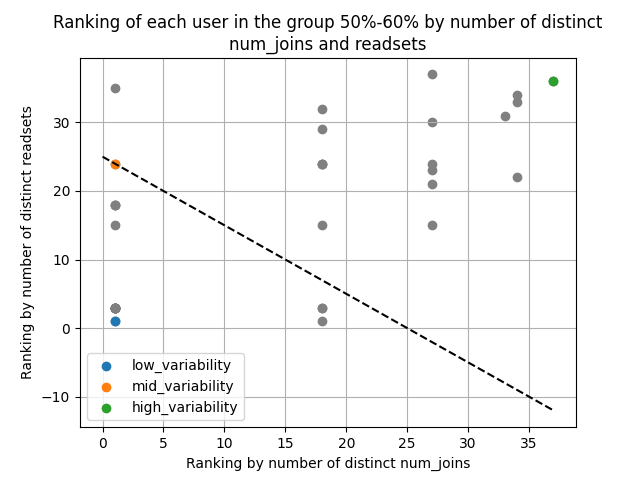 Ranking of each user in the group 50%-60% by number of distinct
num_joins and readsets
Ranking by number of distinct readsets
30
20
10
0
−10
low_variability
mid_variability
high_variability
0
5
10
15
20
25
30
35
Ranking by number of distinct num_joins